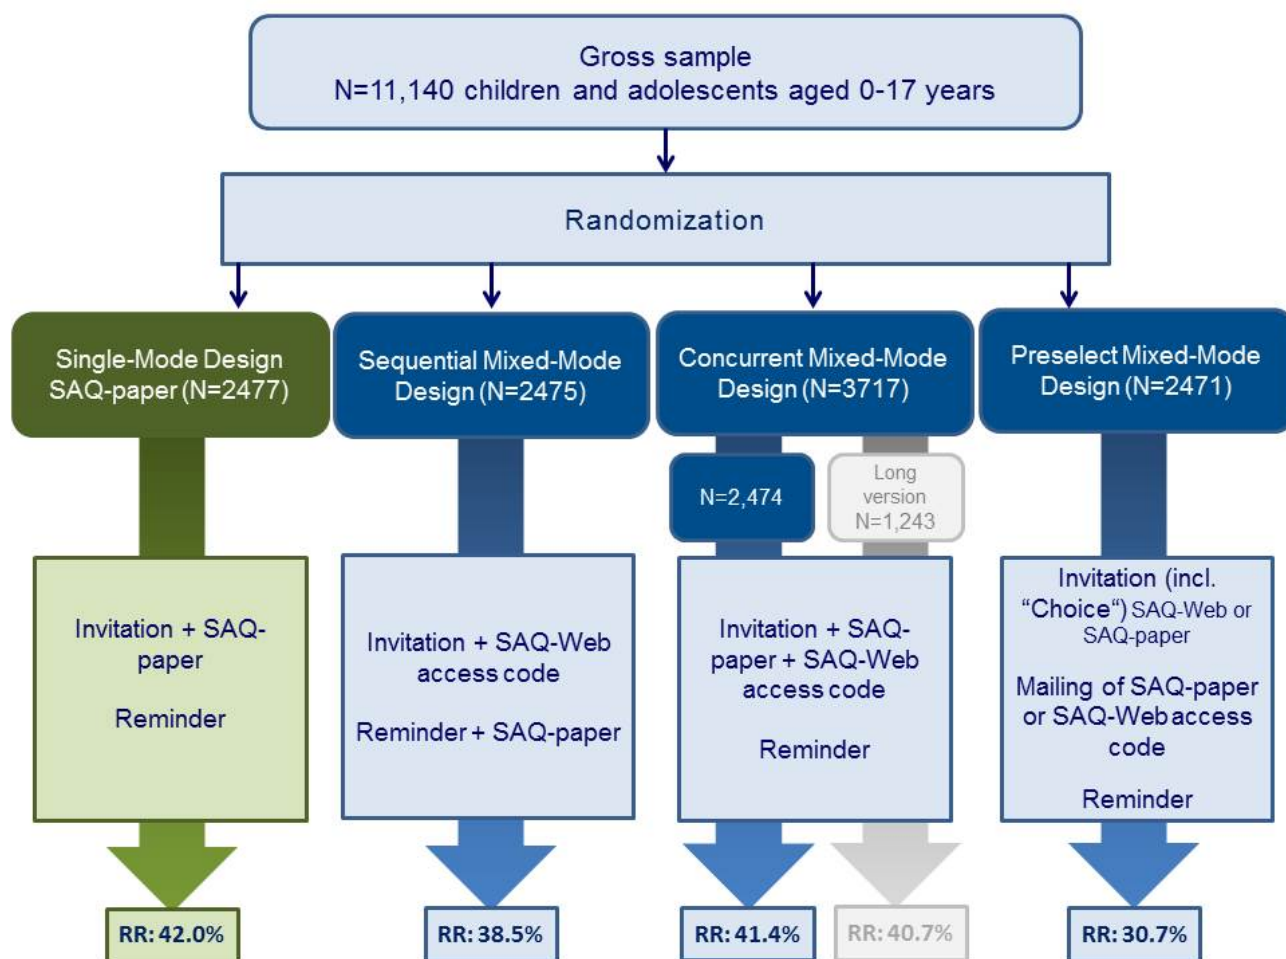 Gross sample
N=11,140 children and adolescents aged 0-17 years
Randomization
Single-Mode Design
SAQ-paper (N=2477)
Sequential Mixed-Mode
Design (N=2475)
Concurrent Mixed-Mode
Design (N=3717)
Preselect Mixed-Mode
Design (N=2471)
N=2,474
Long
version
N=1,243
Invitation + SAQ-
paper
Reminder
Invitation + SAQ-Web
access code
Reminder + SAQ-paper
Invitation + SAQ-
paper + SAQ-Web
access code
Reminder
Invitation (incl.
“Choice“) SAQ-Web or
SAQ-paper
Mailing of SAQ-paper
or SAQ-Web access
code
Reminder
RR: 42.0%
RR: 38.5%
RR: 41.4%
RR: 40.7%
RR: 30.7%